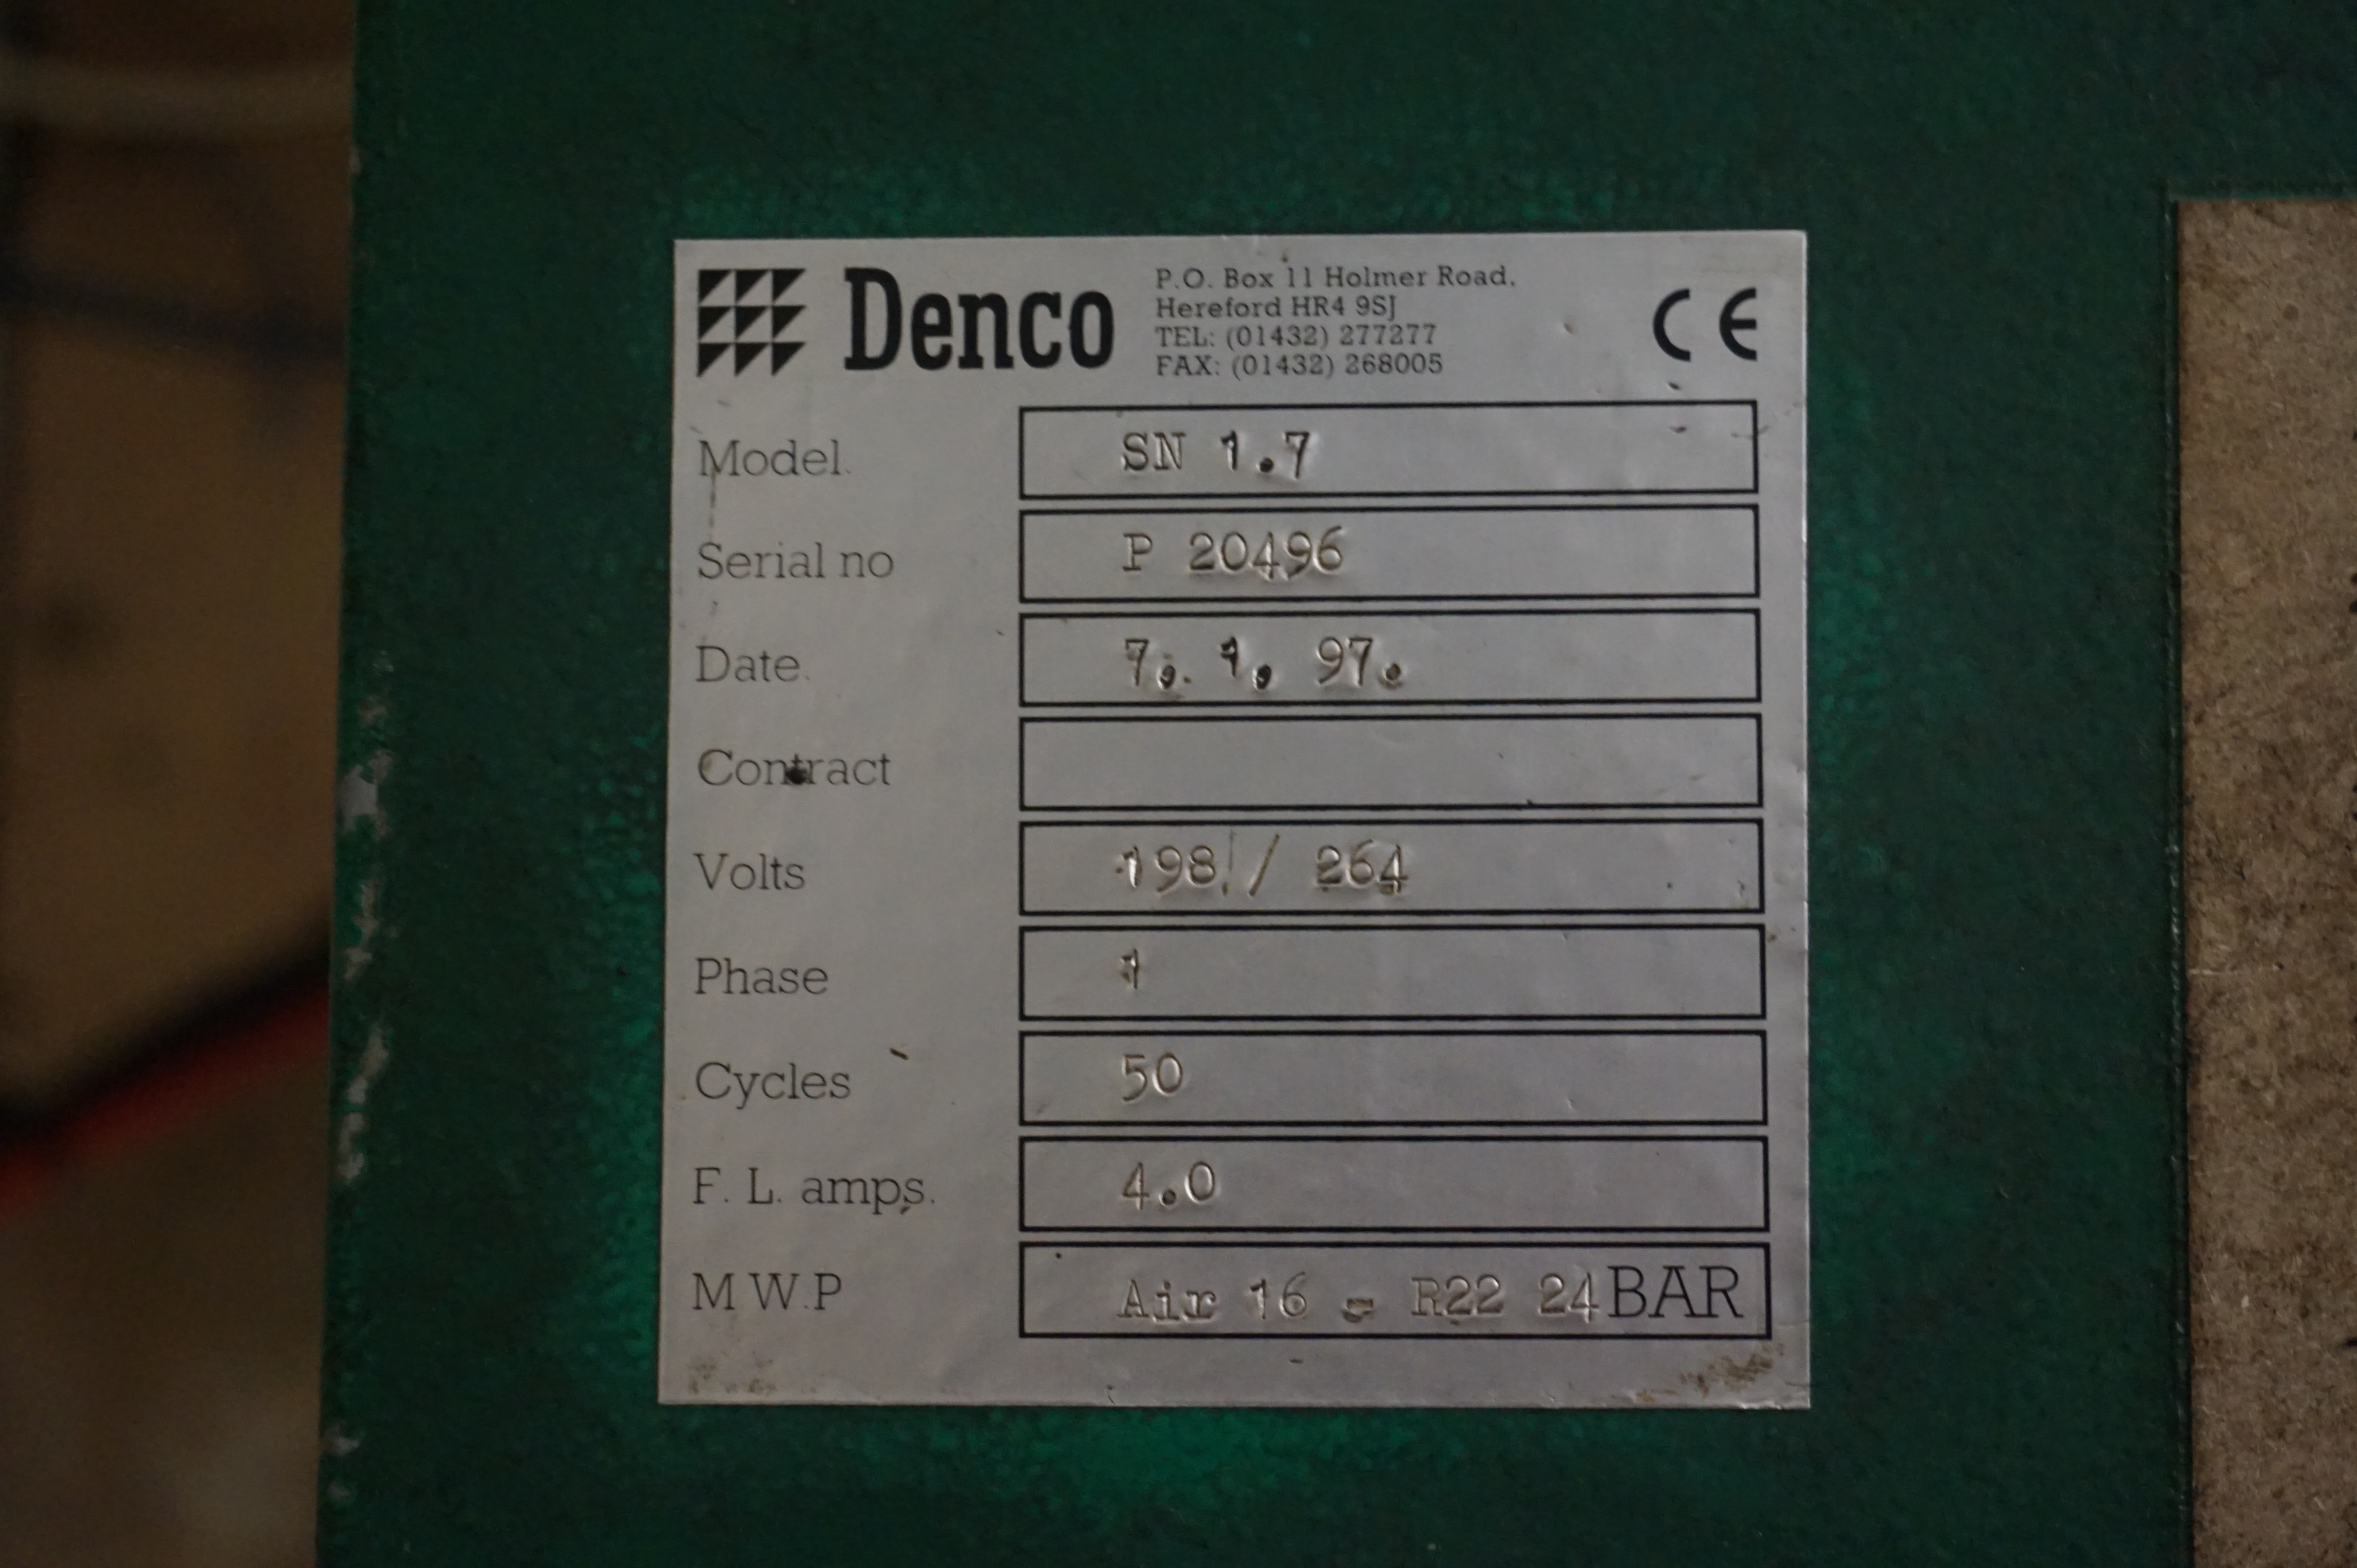 Denco
P.O. Box 11 Holmer Road,
Hereford HR4 9SJ
TEL: (01432) 277277
FAX: (01432) 268005
CE
Model. SN 1.7
Serial no P 20496
Date. 7. 1. 97.
Contract
Volts 198 / 264
Phase 1
Cycles 50
F. L. amps. 4.0
M.W.P Air 16 - R22 24 BAR